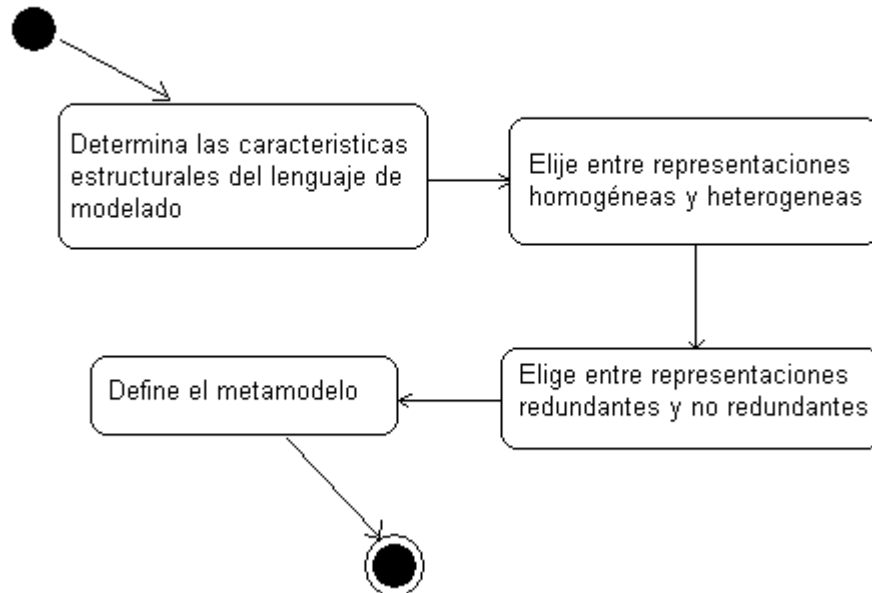 Determina las caracteristicas
estructurales del lenguaje de
modelado
Elije entre representaciones
homogéneas y heterogeneas
Elige entre representaciones
redundantes y no redundantes
Define el metamodelo